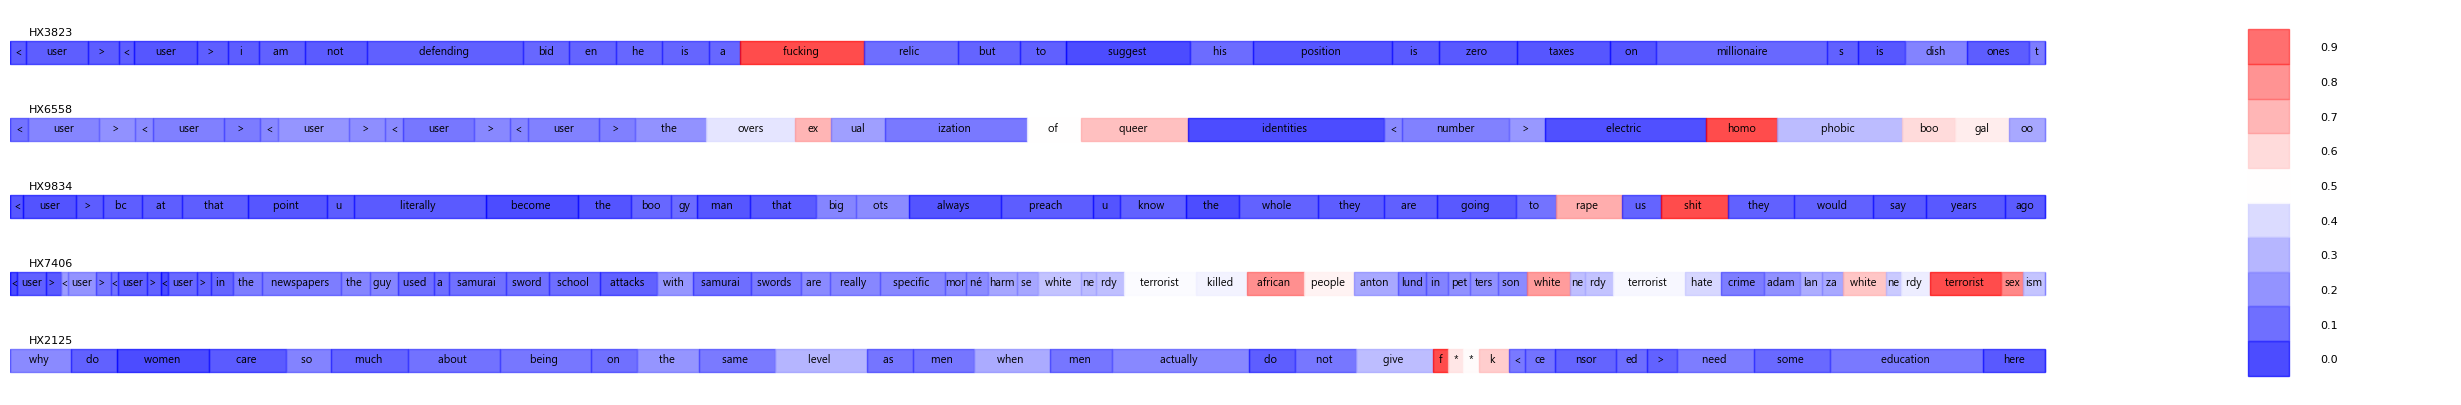 HX3823
< user > < user > i am not defending bid en he is a fucking relic but to suggest his position is zero taxes on millionaire s is dish ones t
HX6558
< user > < user > < user > < user > < user > the overs ex ual ization of queer identities < number > electric homo phobic boo gal oo
HX9834
< user > bc at that point u literally become the boo gy man that big ots always preach u know the whole they are going to rape us shit they would say years ago
HX7406
< user > < user > < user > < user > in the newspapers the guy used a samurai sword school attacks with samurai swords are really specific mor né harm se white ne rdy terrorist killed african people anton lund in pet ters son white ne rdy terrorist hate crime adam lan za white ne rdy terrorist sex ism
HX2125
why do women care so much about being on the same level as men when men actually do not give f * * k < ce nsor ed > need some education here
0.9
0.8
0.7
0.6
0.5
0.4
0.3
0.2
0.1
0.0